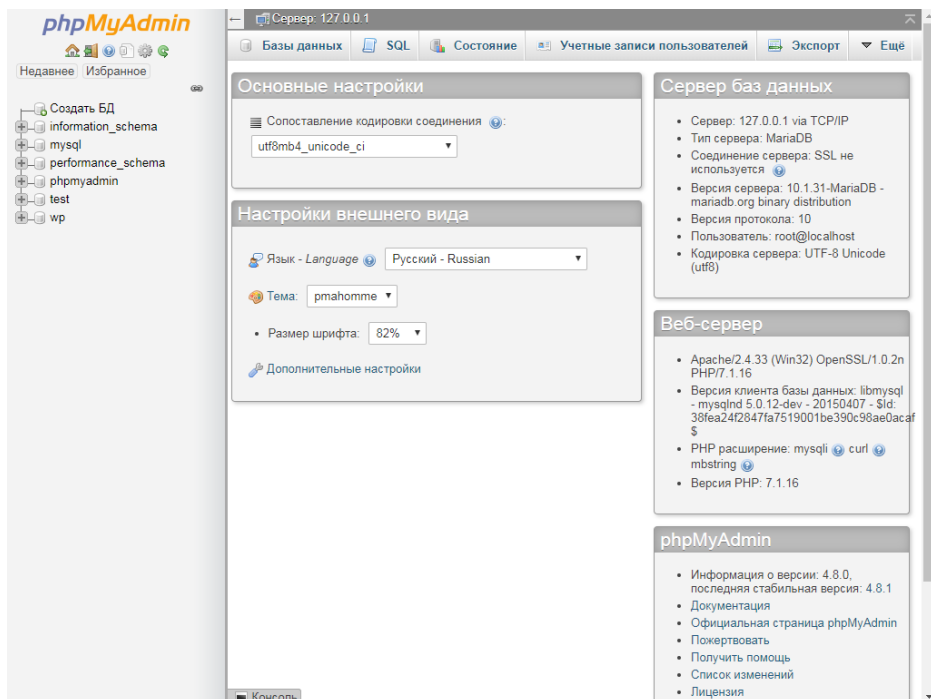 phpMyAdmin
Недавнее Избранное
Создать БД
information_schema
mysql
performance_schema
phpmyadmin
test
wp
← Сервер: 127.0.0.1
Базы данных SQL Состояние Учетные записи пользователей Экспорт Ещё
Основные настройки
Сопоставление кодировки соединения :
utf8mb4_unicode_ci
Настройки внешнего вида
Язык - Language Русский - Russian
Тема: pmahomme
• Размер шрифта: 82%
Дополнительные настройки
Сервер баз данных
• Сервер: 127.0.0.1 via TCP/IP
• Тип сервера: MariaDB
• Соединение сервера: SSL не
используется
• Версия сервера: 10.1.31-MariaDB -
mariadb.org binary distribution
• Версия протокола: 10
• Пользователь: root@localhost
• Кодировка сервера: UTF-8 Unicode
(utf8)
Веб-сервер
• Apache/2.4.33 (Win32) OpenSSL/1.0.2n
PHP/7.1.16
• Версия клиента базы данных: libmysql
- mysqlnd 5.0.12-dev - 20150407 - $Id:
38fea24f2847fa7519001be390c98ae0acaf
$
• PHP расширение: mysqli curl
mbstring
• Версия PHP: 7.1.16
phpMyAdmin
• Информация о версии: 4.8.0,
последняя стабильная версия: 4.8.1
• Документация
• Официальная страница phpMyAdmin
• Пожертвовать
• Получить помощь
• Список изменений
• Лицензия
Консоль